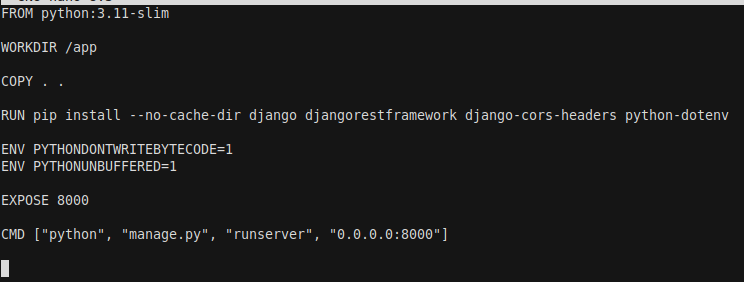 FROM python:3.11-slim
WORKDIR /app
COPY . .
RUN pip install --no-cache-dir django djangorestframework django-cors-headers python-dotenv
ENV PYTHONDONTWRITEBYTECODE=1
ENV PYTHONUNBUFFERED=1
EXPOSE 8000
CMD ["python", "manage.py", "runserver", "0.0.0.0:8000"]